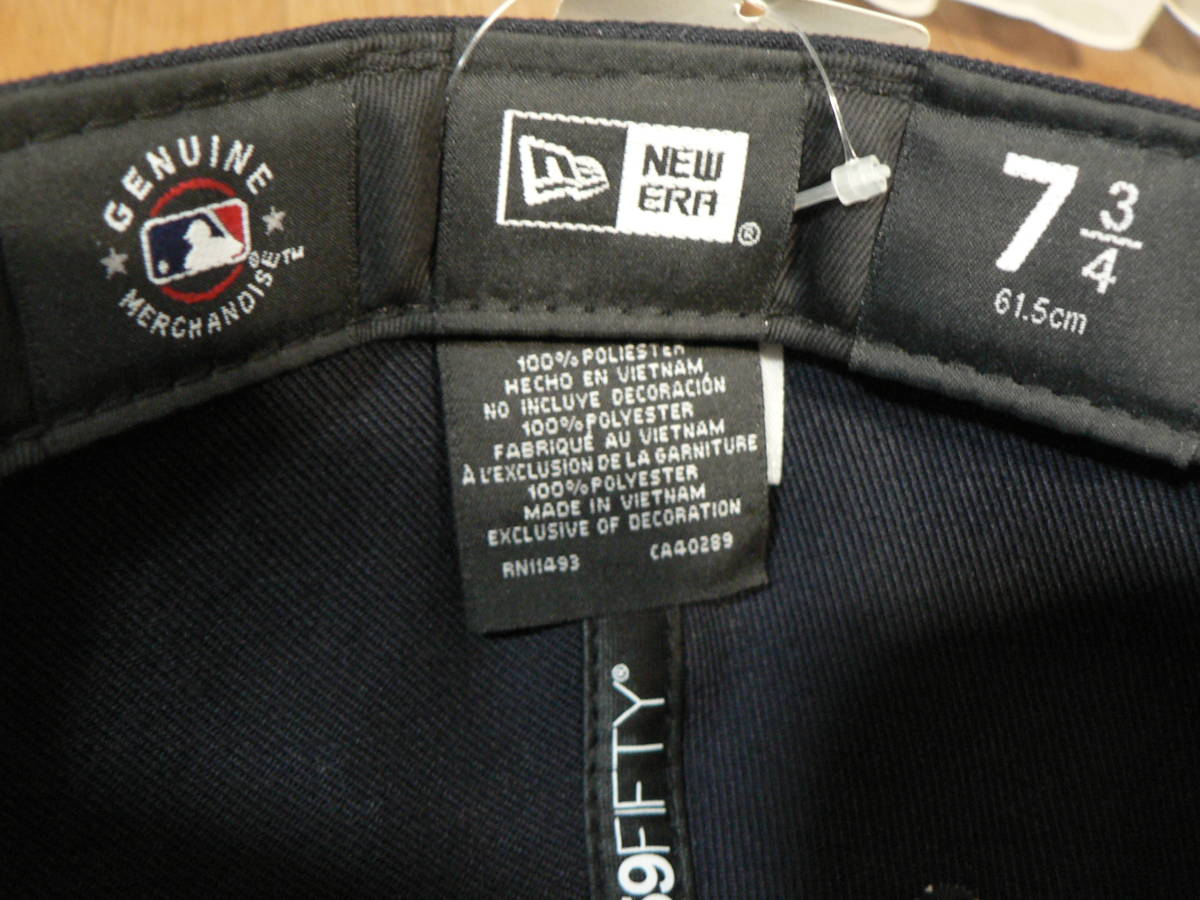 GENUINE
MERCHANDISE™
NEW
ERA
®
7 3/4
61.5cm
100% POLIESTER
HECHO EN VIETNAM
NO INCLUYE DECORACIÓN
100% POLYESTER
FABRIQUÉ AU VIETNAM
À L'EXCLUSION DE LA GARNITURE
100% POLYESTER
MADE IN VIETNAM
EXCLUSIVE OF DECORATION
RN11493 CA40289
59FIFTY®